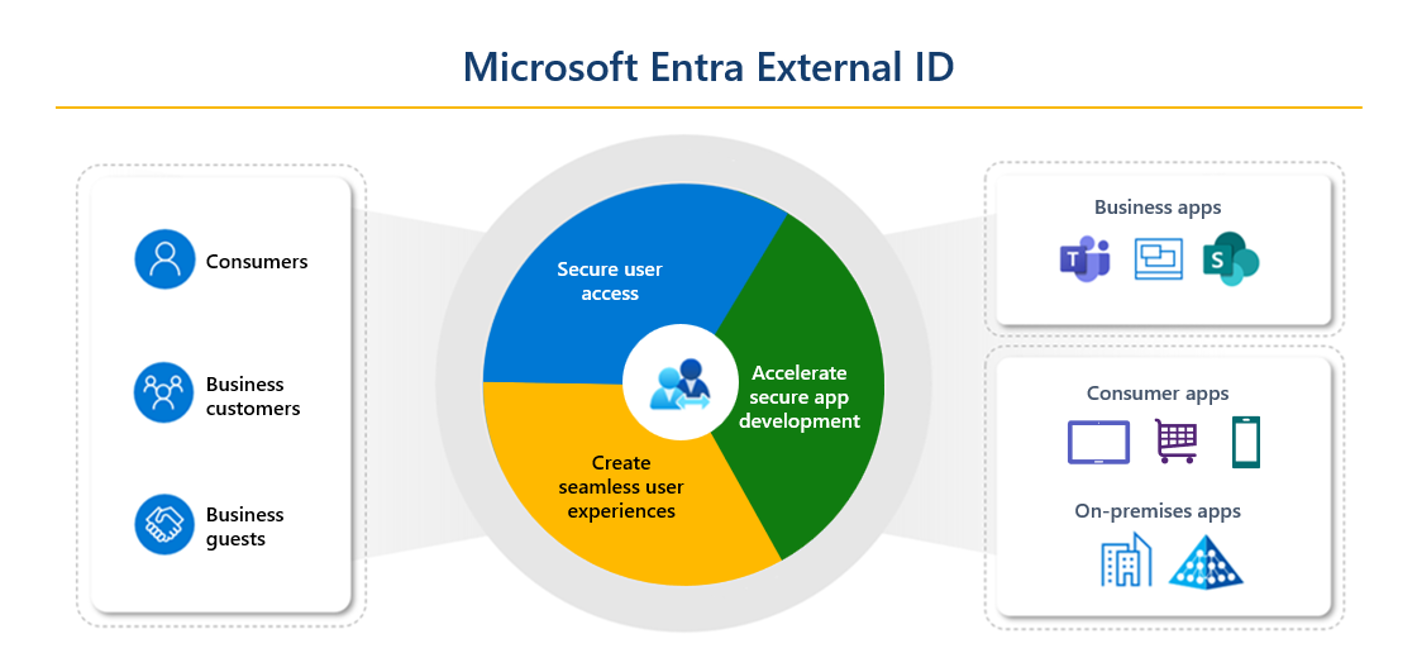 Microsoft Entra External ID
Consumers
Business
customers
Business
guests
Secure user
access
Accelerate
secure app
development
Create
seamless user
experiences
Business apps
T
S
Consumer apps
On-premises apps